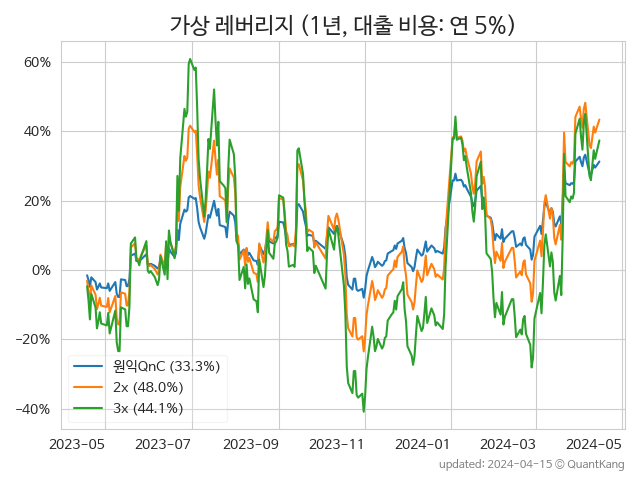 가상 레버리지 (1년, 대출 비용: 연 5%)
60%
40%
20%
0%
−20%
−40%
원익QnC (33.3%)
2x (48.0%)
3x (44.1%)
2023-05 2023-07 2023-09 2023-11 2024-01 2024-03 2024-05
updated: 2024-04-15 © QuantKang